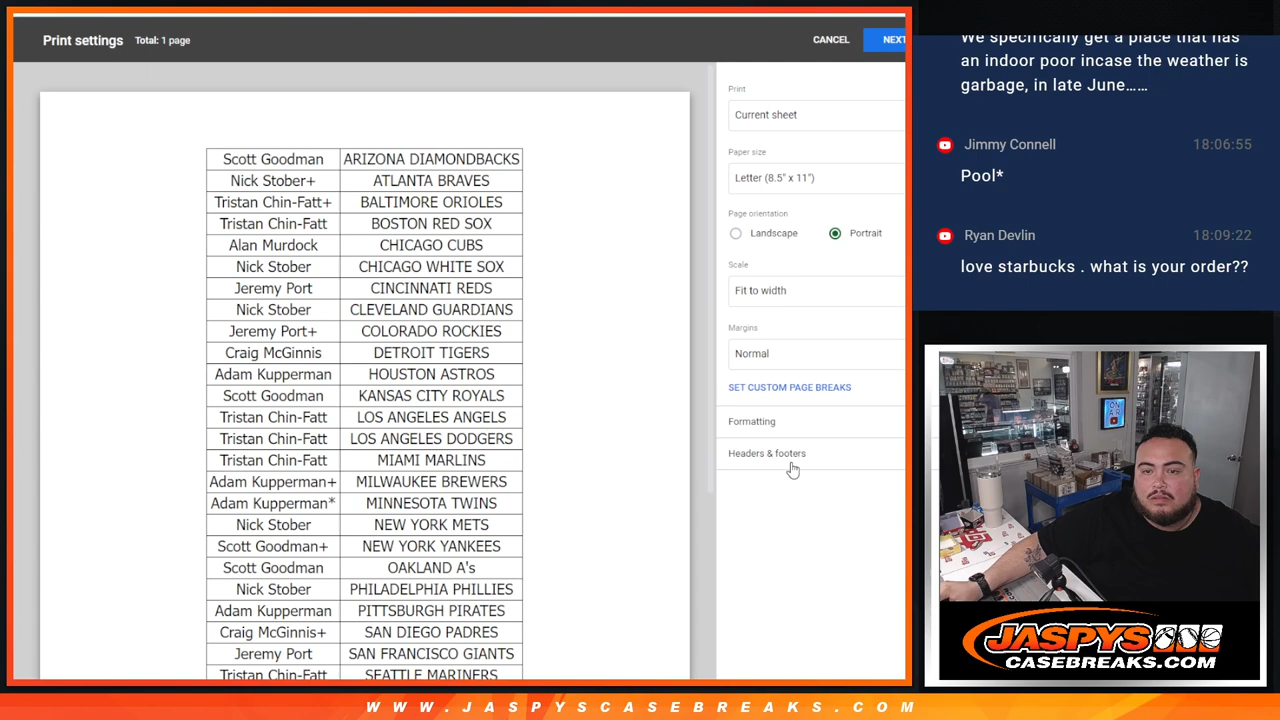 Print settings Total: 1 page CANCEL NEXT
Scott Goodman ARIZONA DIAMONDBACKS
Nick Stober+ ATLANTA BRAVES
Tristan Chin-Fatt+ BALTIMORE ORIOLES
Tristan Chin-Fatt BOSTON RED SOX
Alan Murdock CHICAGO CUBS
Nick Stober CHICAGO WHITE SOX
Jeremy Port CINCINNATI REDS
Nick Stober CLEVELAND GUARDIANS
Jeremy Port+ COLORADO ROCKIES
Craig McGinnis DETROIT TIGERS
Adam Kupperman HOUSTON ASTROS
Scott Goodman KANSAS CITY ROYALS
Tristan Chin-Fatt LOS ANGELES ANGELS
Tristan Chin-Fatt LOS ANGELES DODGERS
Tristan Chin-Fatt MIAMI MARLINS
Adam Kupperman+ MILWAUKEE BREWERS
Adam Kupperman* MINNESOTA TWINS
Nick Stober NEW YORK METS
Scott Goodman+ NEW YORK YANKEES
Scott Goodman OAKLAND A's
Nick Stober PHILADELPHIA PHILLIES
Adam Kupperman PITTSBURGH PIRATES
Craig McGinnis+ SAN DIEGO PADRES
Jeremy Port SAN FRANCISCO GIANTS
Tristan Chin-Fatt SEATTLE MARINERS
Print
Current sheet
Paper size
Letter (8.5" x 11")
Page orientation
Landscape Portrait
Scale
Fit to width
Margins
Normal
SET CUSTOM PAGE BREAKS
Formatting
Headers & footers
We specifically get a place that has
an indoor poor incase the weather is
garbage, in late June......
Jimmy Connell 18:06:55
Pool*
Ryan Devlin 18:09:22
love starbucks . what is your order??
ON AIR
JASPYS
CASEBREAKS.COM
WWW.JASPYSCASEBREAKS.COM